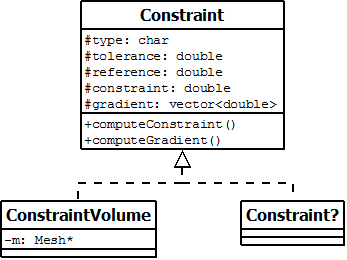 Constraint
#type: char
#tolerance: double
#reference: double
#constraint: double
#gradient: vector<double>
+computeConstraint()
+computeGradient()
ConstraintVolume
-m: Mesh*
Constraint?